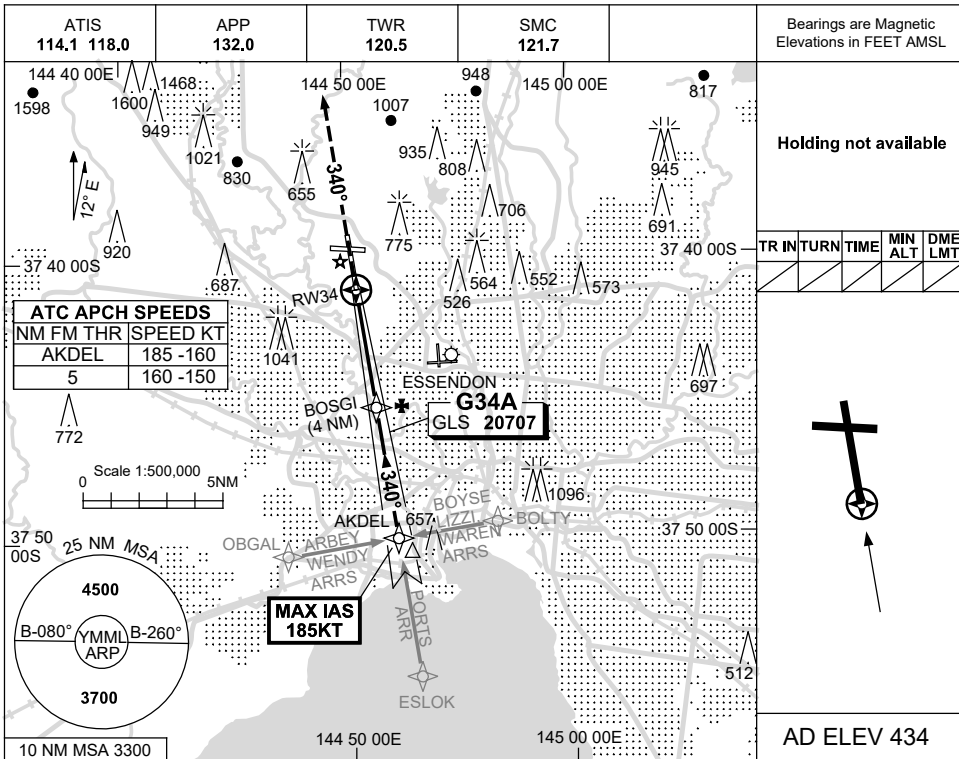 ATIS
114.1 118.0
APP
132.0
TWR
120.5
SMC
121.7
Bearings are Magnetic
Elevations in FEET AMSL
144 40 00E
144 50 00E
145 00 00E
1598
1600
1468
949
1021
830
655
1007
948
935
808
817
945
691
706
775
340°
12° E
920
687
37 40 00S
37 40 00S
564
526
552
573
RW34
1041
ATC APCH SPEEDS
NM FM THR SPEED KT
AKDEL 185 -160
5 160 -150
772
ESSENDON
697
BOSGI
(4 NM)
G34A
GLS 20707
Scale 1:500,000
0 5NM
340°
1096
AKDEL
657
BOYSE
LIZZI
WAREN
ARRS
BOLTY
37 50 00S
37 50
00S
OBGAL
ARBEY
WENDY
ARRS
MAX IAS
185KT
PORTS
ARR
ESLOK
512
25 NM MSA
4500
B-080°
YMML
ARP
B-260°
3700
10 NM MSA 3300
144 50 00E
145 00 00E
Holding not available
TR IN TURN TIME MIN ALT DME LMT
AD ELEV 434